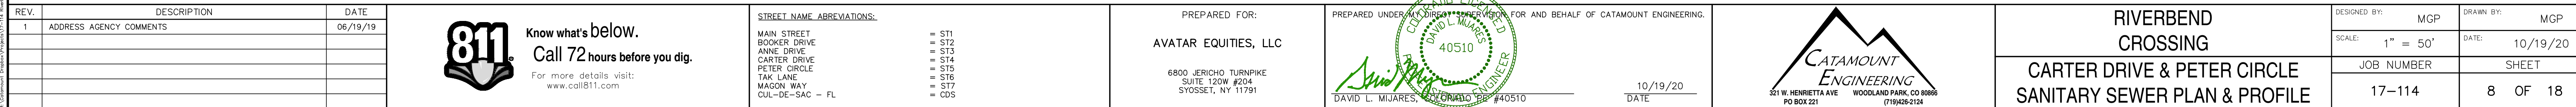 REV. DESCRIPTION DATE
1 ADDRESS AGENCY COMMENTS 06/19/19
811
Know what's below.
Call 72 hours before you dig.
For more details visit:
www.call811.com
STREET NAME ABREVIATIONS:
MAIN STREET = ST1
BOOKER DRIVE = ST2
ANNE DRIVE = ST3
CARTER DRIVE = ST4
PETER CIRCLE = ST5
TAK LANE = ST6
MAGON WAY = ST7
CUL-DE-SAC - FL = CDS
PREPARED FOR:
AVATAR EQUITIES, LLC
6800 JERICHO TURNPIKE
SUITE 120W #204
SYOSSET, NY 11791
PREPARED UNDER MY DIRECT SUPERVISION FOR AND BEHALF OF CATAMOUNT ENGINEERING.
COLORADO LICENSED
DAVID L. MIJARES
40510
ENGINEER
10/19/20
DAVID L. MIJARES, COLORADO PE #40510 DATE
CATAMOUNT
ENGINEERING
321 W. HENRIETTA AVE WOODLAND PARK, CO 80866
PO BOX 221 (719)426-2124
RIVERBEND
CROSSING
CARTER DRIVE & PETER CIRCLE
SANITARY SEWER PLAN & PROFILE
DESIGNED BY: MGP
DRAWN BY: MGP
SCALE: 1" = 50'
DATE: 10/19/20
JOB NUMBER SHEET
17-114 8 OF 18